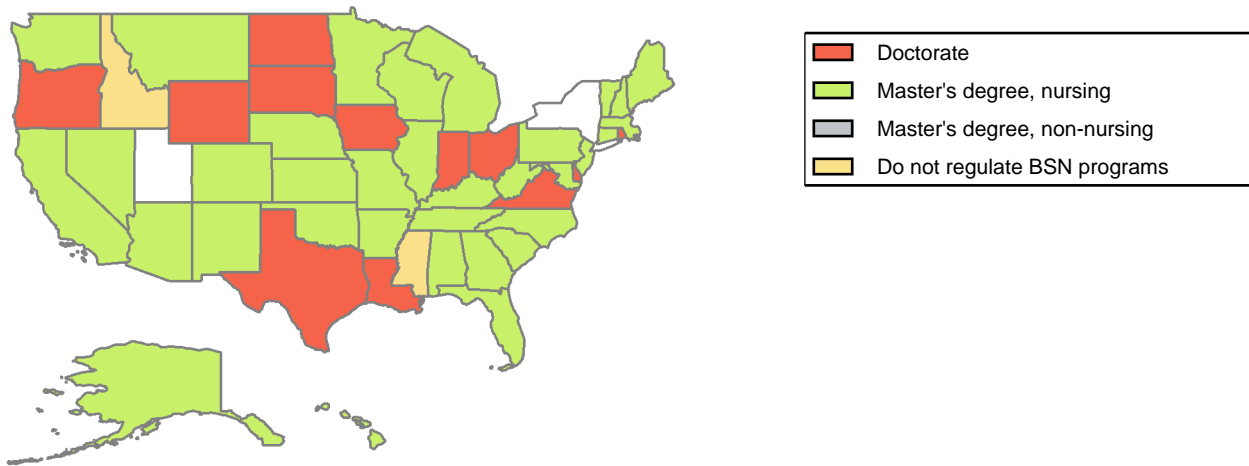 Doctorate
Master's degree, nursing
Master's degree, non-nursing
Do not regulate BSN programs